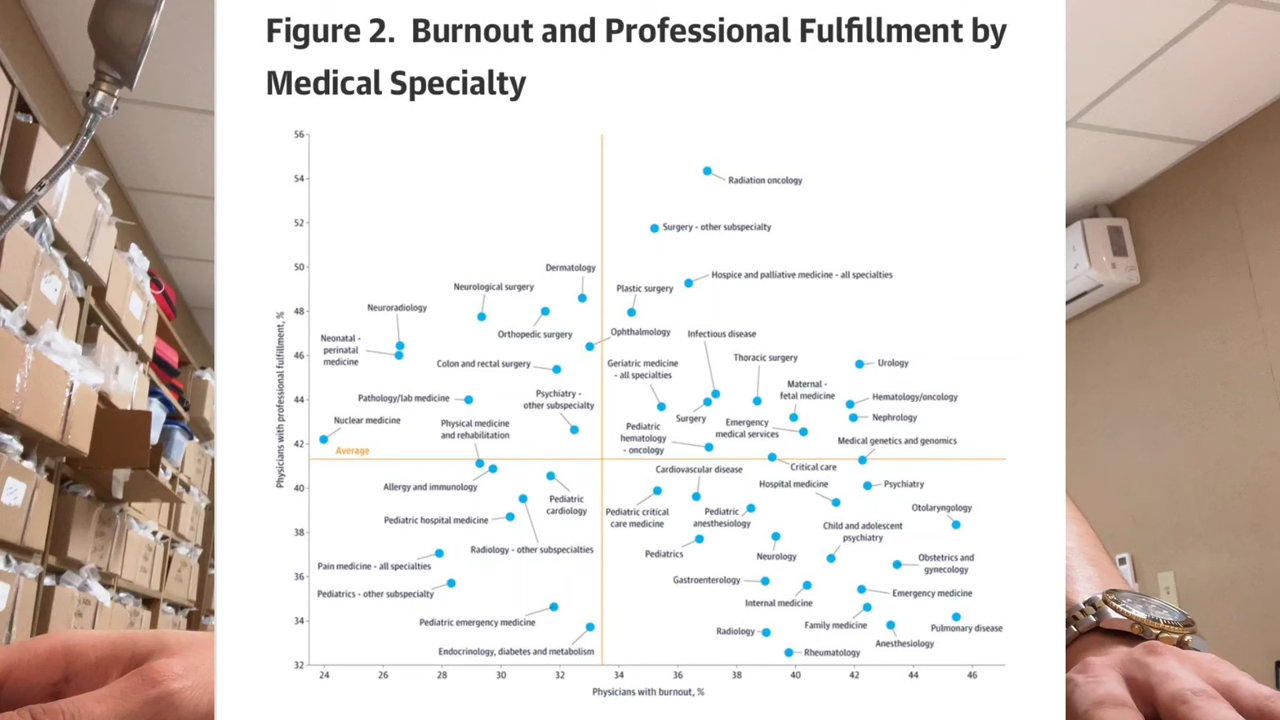 Figure 2. Burnout and Professional Fulfillment by
Medical Specialty
Physicians with professional fulfillment, %
56
54
52
50
48
46
44
42
40
38
36
34
32
Radiation oncology
Surgery - other subspecialty
Dermatology
Hospice and palliative medicine - all specialties
Neurological surgery
Plastic surgery
Neuroradiology
Orthopedic surgery
Ophthalmology
Infectious disease
Neonatal -
perinatal
medicine
Colon and rectal surgery
Geriatric medicine
- all specialties
Thoracic surgery
Urology
Maternal -
fetal medicine
Pathology/lab medicine
Psychiatry -
other subspecialty
Hematology/oncology
Nuclear medicine
Physical medicine
and rehabilitation
Surgery
Nephrology
Pediatric
hematology
- oncology
Emergency
medical services
Medical genetics and genomics
Average
Cardiovascular disease
Critical care
Allergy and immunology
Pediatric
cardiology
Hospital medicine
Psychiatry
Pediatric hospital medicine
Pediatric critical
care medicine
Pediatric
anesthesiology
Otolaryngology
Child and adolescent
psychiatry
Radiology - other subspecialties
Pediatrics
Neurology
Obstetrics and
gynecology
Pain medicine - all specialties
Gastroenterology
Pediatrics - other subspecialty
Internal medicine
Emergency medicine
Pediatric emergency medicine
Family medicine
Radiology
Pulmonary disease
Anesthesiology
Endocrinology, diabetes and metabolism
Rheumatology
24
26
28
30
32
34
36
38
40
42
44
46
Physicians with burnout, %